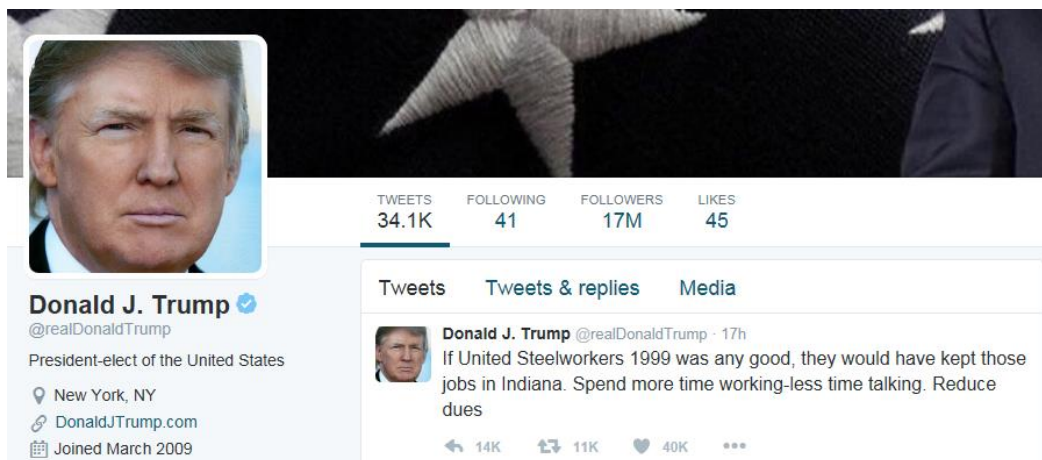 TWEETS FOLLOWING FOLLOWERS LIKES
34.1K 41 17M 45
Tweets Tweets & replies Media
Donald J. Trump
@realDonaldTrump
President-elect of the United States
New York, NY
DonaldJTrump.com
Joined March 2009
Donald J. Trump @realDonaldTrump · 17h
If United Steelworkers 1999 was any good, they would have kept those
jobs in Indiana. Spend more time working-less time talking. Reduce
dues
14K 11K 40K